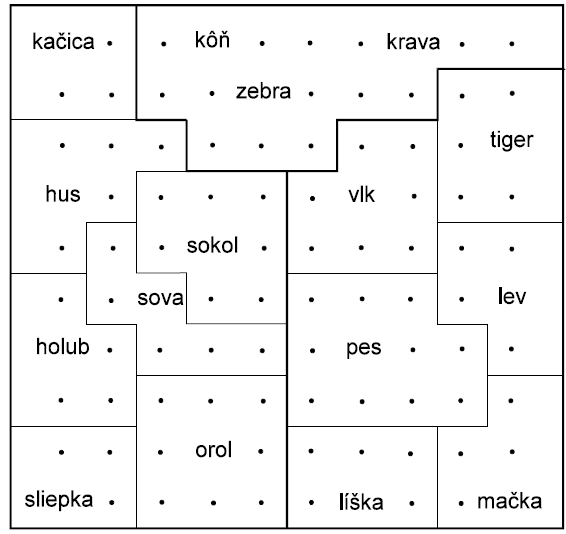 kačica kôň krava
zebra
tiger
hus vlk
sokol
sova lev
holub pes
orol
sliepka líška mačka